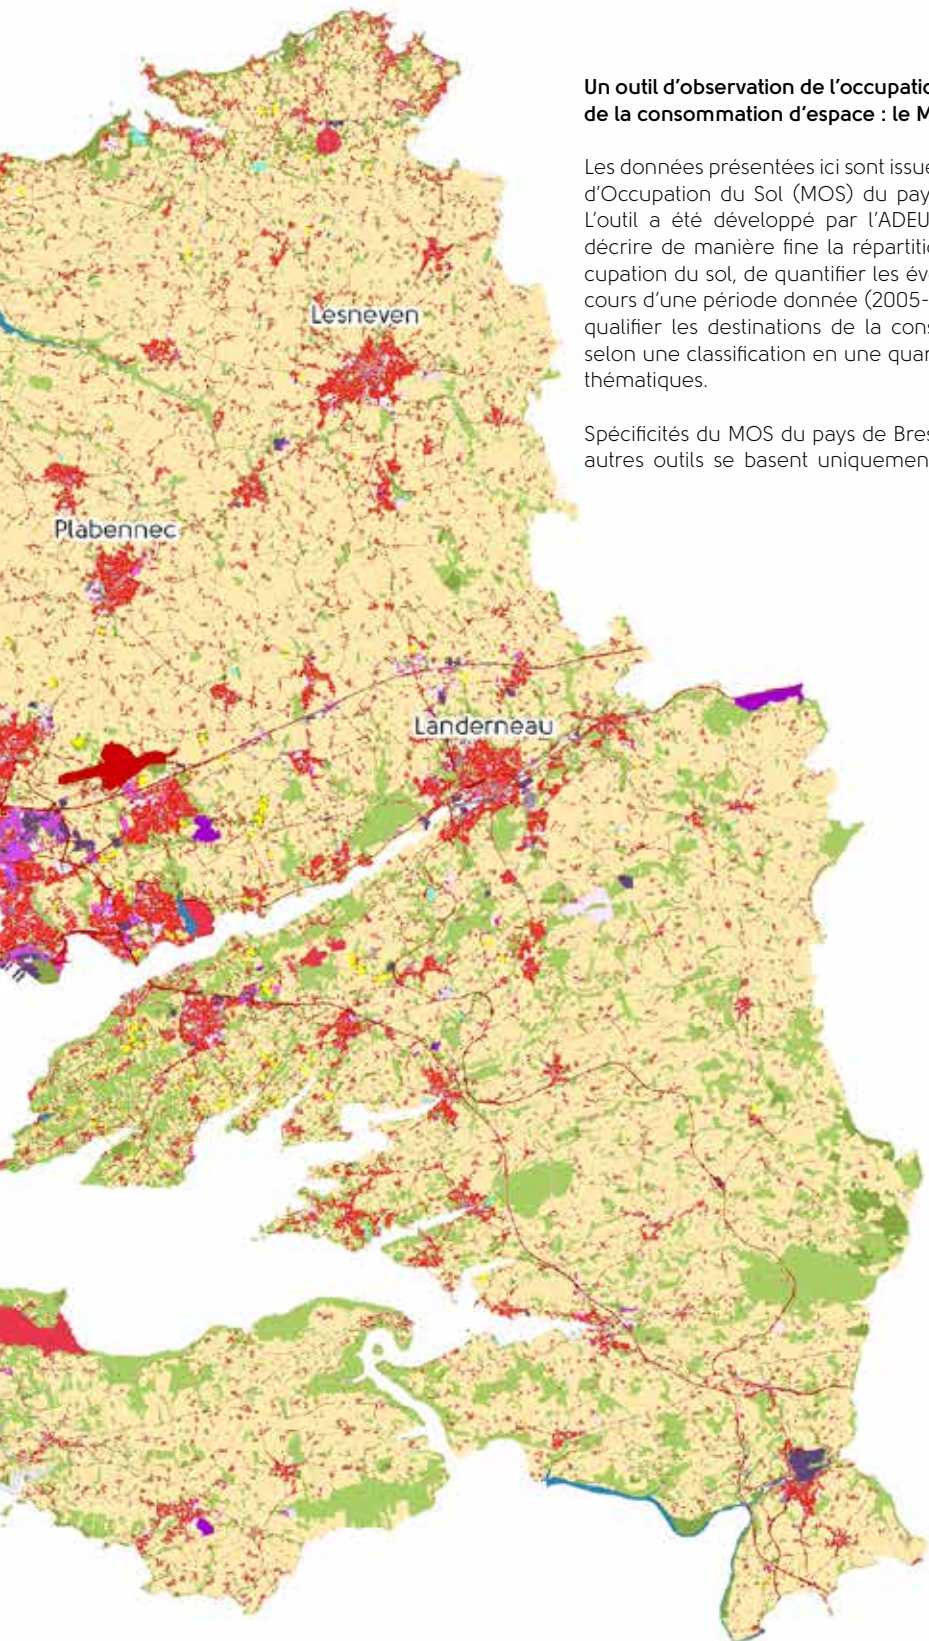 Un outil d'observation de l'occupatio
de la consommation d'espace : le M
Les données présentées ici sont issue
d'Occupation du Sol (MOS) du pay
L'outil a été développé par l'ADEU
décrire de manière fine la répartitio
cupation du sol, de quantifier les év
cours d'une période donnée (2005-
qualifier les destinations de la cons
selon une classification en une quar
thématiques.
Spécificités du MOS du pays de Bres
autres outils se basent uniquemen
Lesneven
Plabennec
Landerneau